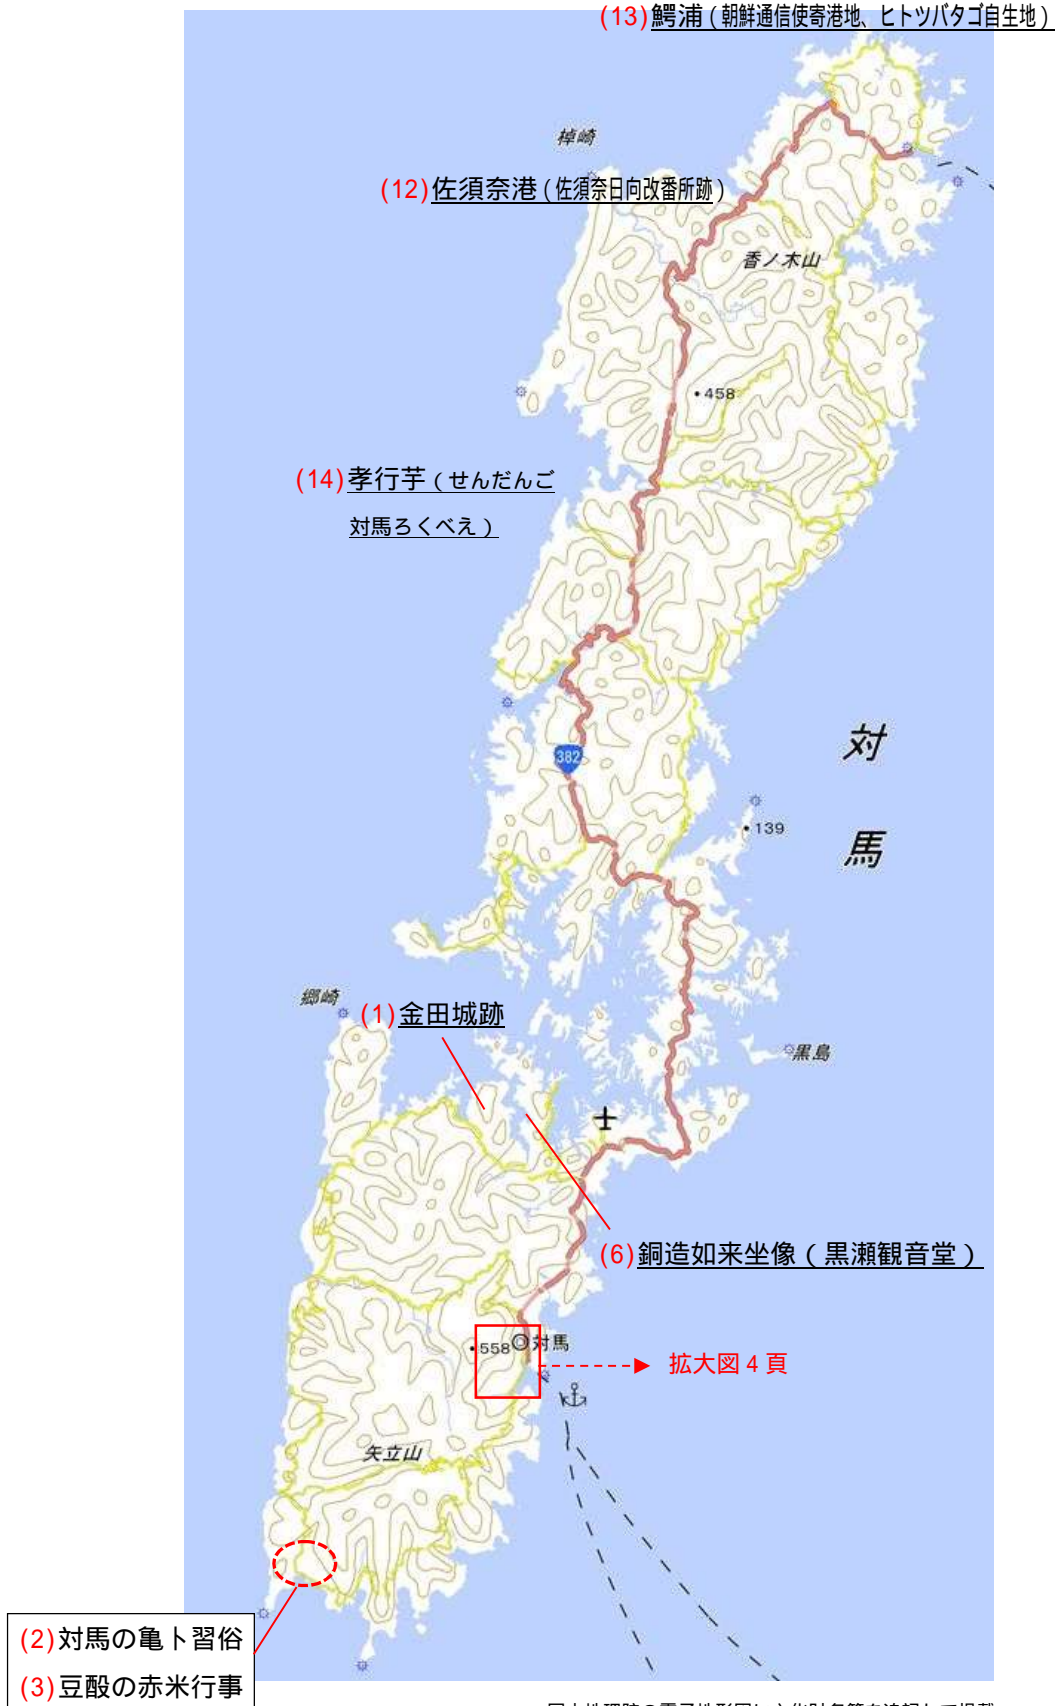 (13)鰐浦（朝鮮通信使寄港地、ヒトツバタゴ自生地）
棹崎
(12)佐須奈港（佐須奈日向改番所跡）
香ノ木山
・458
(14)孝行芋（せんだんご
対馬ろくべえ）
対
馬
382
・139
郷崎
(1)金田城跡
黒島
(6)銅造如来坐像（黒瀬観音堂）
・558
対馬
拡大図４頁
矢立山
(2)対馬の亀卜習俗
(3)豆酘の赤米行事